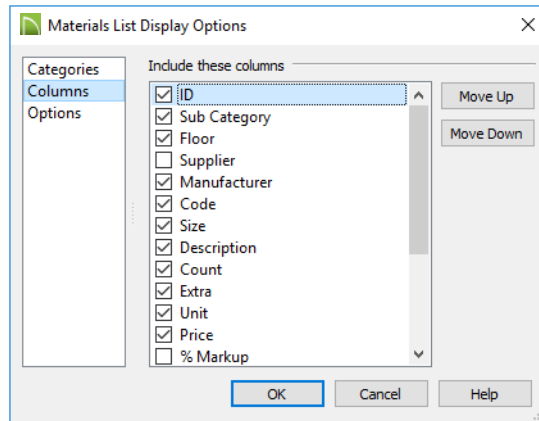 Materials List Display Options
Categories
Columns
Options
Include these columns
ID
Sub Category
Floor
Supplier
Manufacturer
Code
Size
Description
Count
Extra
Unit
Price
% Markup
Move Up
Move Down
OK
Cancel
Help